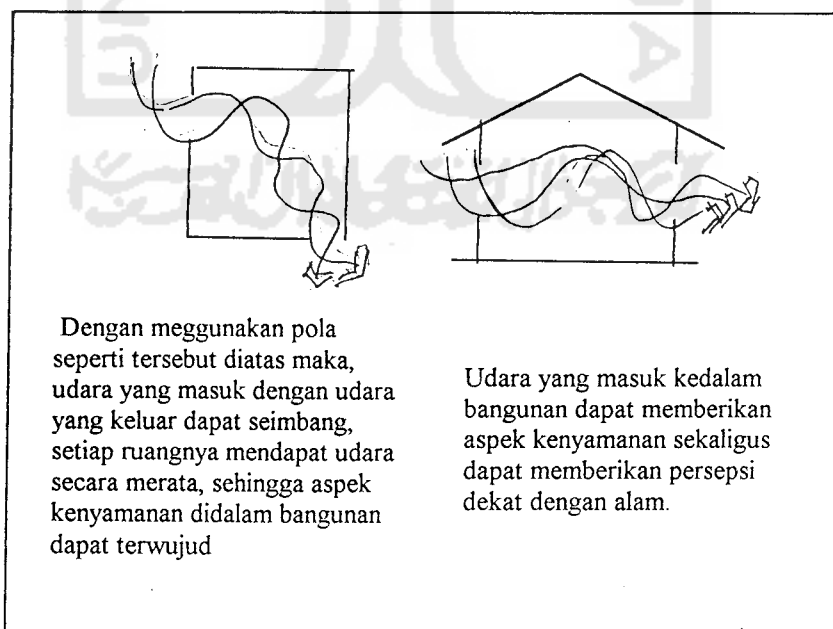 Dengan meggunakan pola
seperti tersebut diatas maka,
udara yang masuk dengan udara
yang keluar dapat seimbang,
setiap ruangnya mendapat udara
secara merata, sehingga aspek
kenyamanan didalam bangunan
dapat terwujud
Udara yang masuk kedalam
bangunan dapat memberikan
aspek kenyamanan sekaligus
dapat memberikan persepsi
dekat dengan alam.